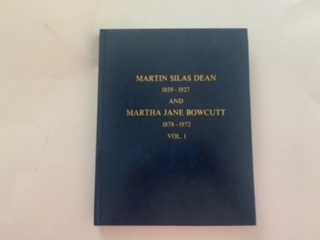 MARTIN SILAS DEAN
1859 - 1927
AND
MARTHA JANE BOWCUTT
1878 - 1972
VOL. 1